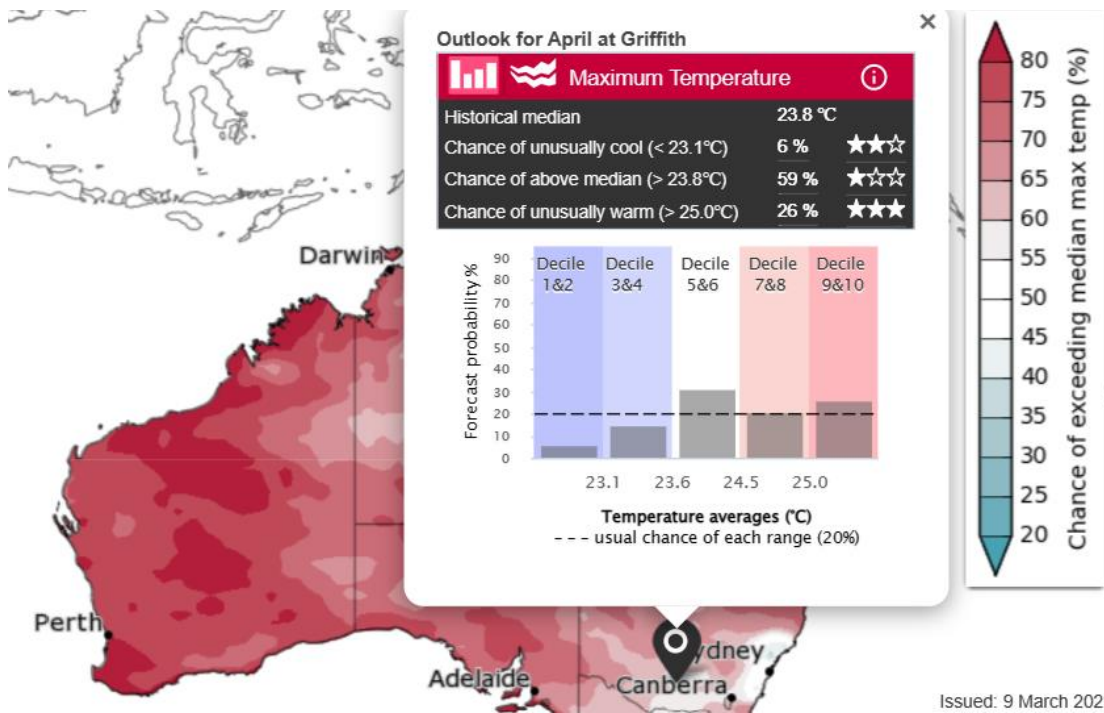 Outlook for April at Griffith
×
Maximum Temperature
Historical median 23.8 °C
Chance of unusually cool (< 23.1°C) 6 %
Chance of above median (> 23.8°C) 59 %
Chance of unusually warm (> 25.0°C) 26 %
Forecast probability %
90
80
70
60
50
40
30
20
10
0
Decile 1&2
Decile 3&4
Decile 5&6
Decile 7&8
Decile 9&10
23.1 23.6 24.5 25.0
Temperature averages (°C)
--- usual chance of each range (20%)
Darwin
Perth
Adelaide
Canberra
ydney
80
75
70
65
60
55
50
45
40
35
30
25
20
Chance of exceeding median max temp (%)
Issued: 9 March 202